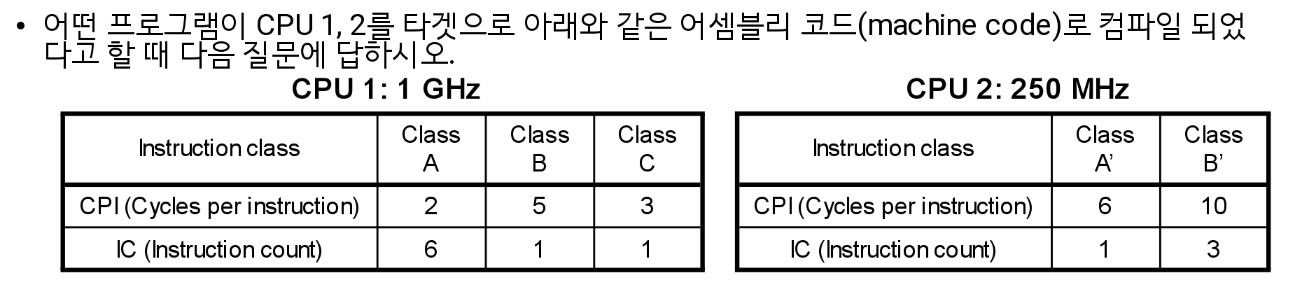 • 어떤 프로그램이 CPU 1, 2를 타겟으로 아래와 같은 어셈블리 코드(machine code)로 컴파일 되었
다고 할 때 다음 질문에 답하시오.
CPU 1: 1 GHz
Instruction class Class A Class B Class C
CPI (Cycles per instruction) 2 5 3
IC (Instruction count) 6 1 1
CPU 2: 250 MHz
Instruction class Class A’ Class B’
CPI (Cycles per instruction) 6 10
IC (Instruction count) 1 3